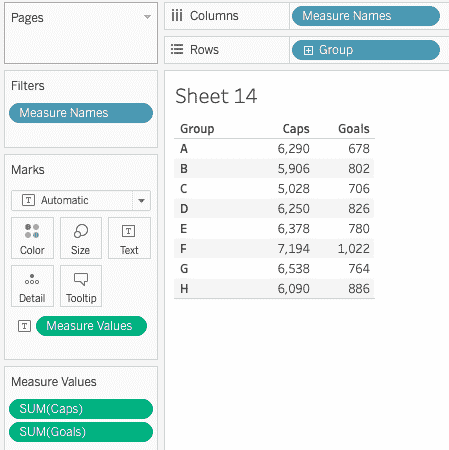 Pages
Columns
Measure Names
Rows
Group
Filters
Measure Names
Marks
T Automatic
Color Size Text
Detail Tooltip
T Measure Values
Measure Values
SUM(Caps)
SUM(Goals)
Sheet 14
Group Caps Goals
A 6,290 678
B 5,906 802
C 5,028 706
D 6,250 826
E 6,378 780
F 7,194 1,022
G 6,538 764
H 6,090 886